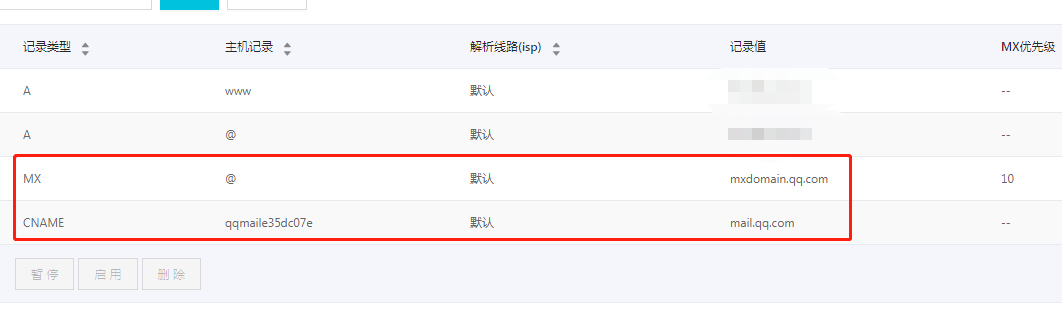 记录类型 主机记录 解析线路(isp) 记录值 MX优先级
A www 默认 --
A @ 默认 --
MX @ 默认 mxdomain.qq.com 10
CNAME qqmaile35dc07e 默认 mail.qq.com --
暂停 启用 删除